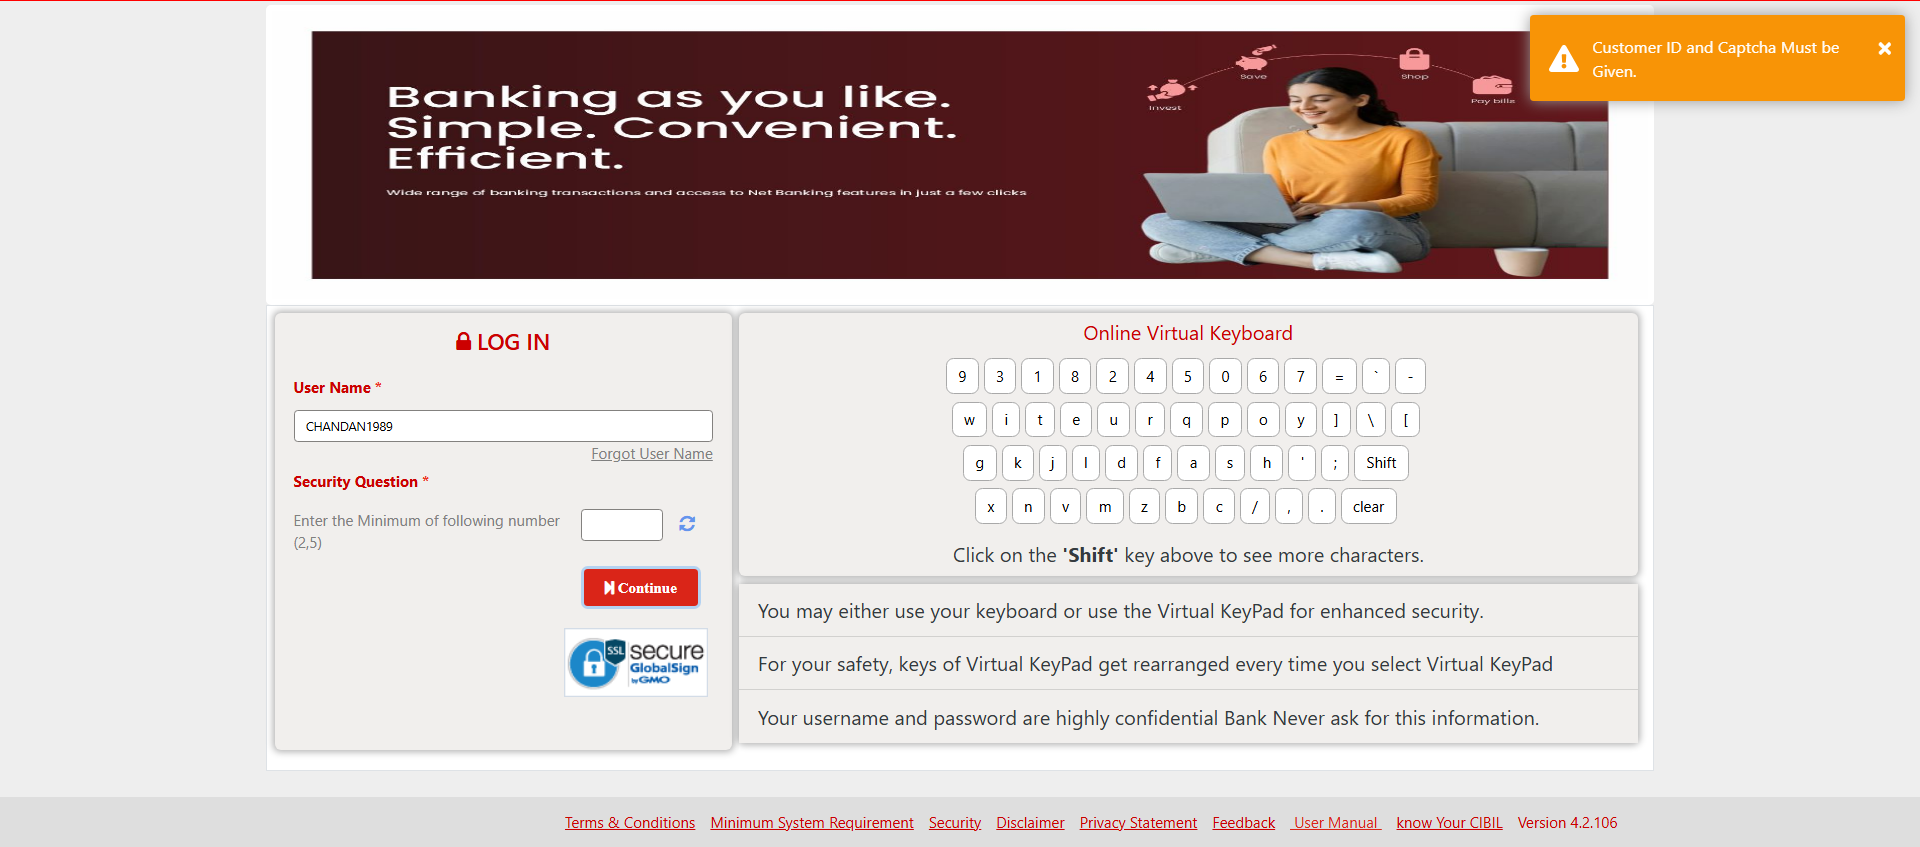 Banking as you like.
Simple. Convenient.
Efficient.
Wide range of banking transactions and access to Net Banking features in just a few clicks
Invest
Save
Shop
Pay bills
Customer ID and Captcha Must be
Given.
×
LOG IN
User Name *
CHANDAN1989
Forgot User Name
Security Question *
Enter the Minimum of following number
(2,5)
Continue
SSL
secure
GlobalSign
by GMO
Online Virtual Keyboard
9 3 1 8 2 4 5 0 6 7 = ` -
w i t e u r q p o y ] \ [
g k j l d f a s h ' ; Shift
x n v m z b c / , . clear
Click on the 'Shift' key above to see more characters.
You may either use your keyboard or use the Virtual KeyPad for enhanced security.
For your safety, keys of Virtual KeyPad get rearranged every time you select Virtual KeyPad
Your username and password are highly confidential Bank Never ask for this information.
Terms & Conditions Minimum System Requirement Security Disclaimer Privacy Statement Feedback User Manual know Your CIBIL Version 4.2.106